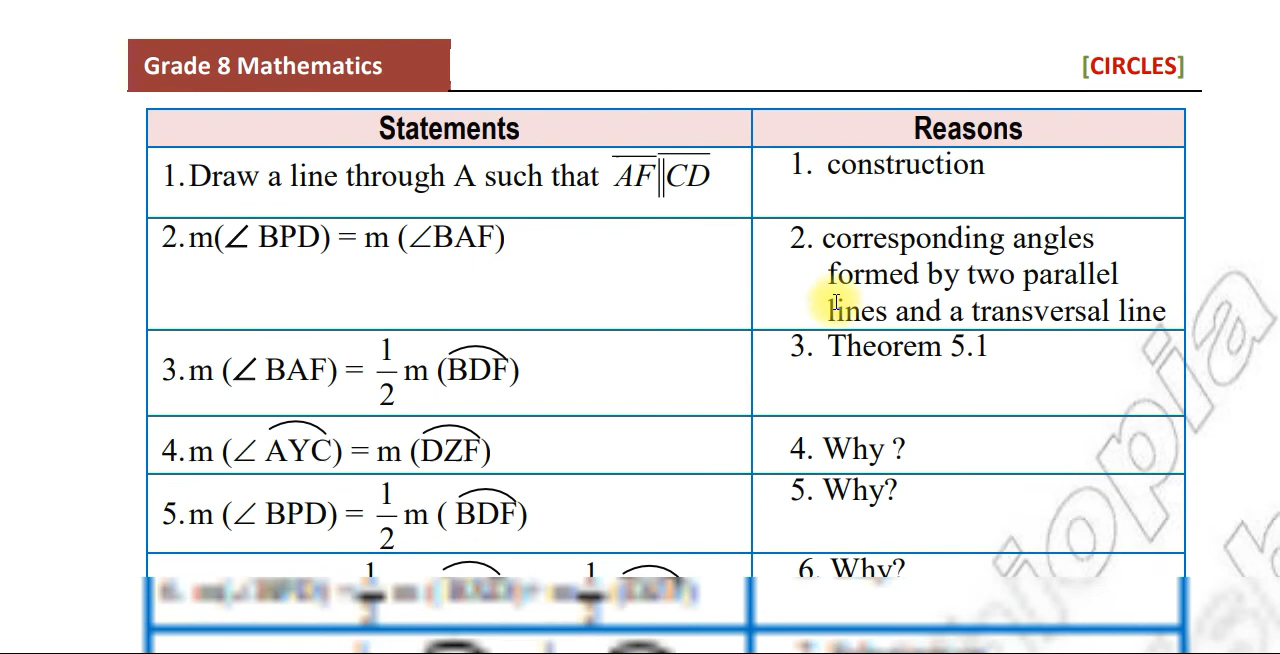 Grade 8 Mathematics
[CIRCLES]
Statements
Reasons
1. Draw a line through A such that AF||CD
1. construction
2. m(∠ BPD) = m (∠BAF)
2. corresponding angles
formed by two parallel
lines and a transversal line
3. m (∠ BAF) = 1/2 m (BDF)
3. Theorem 5.1
4. m (∠ AYC) = m (DZF)
4. Why ?
5. m (∠ BPD) = 1/2 m ( BDF)
5. Why?
6. Why?
opia